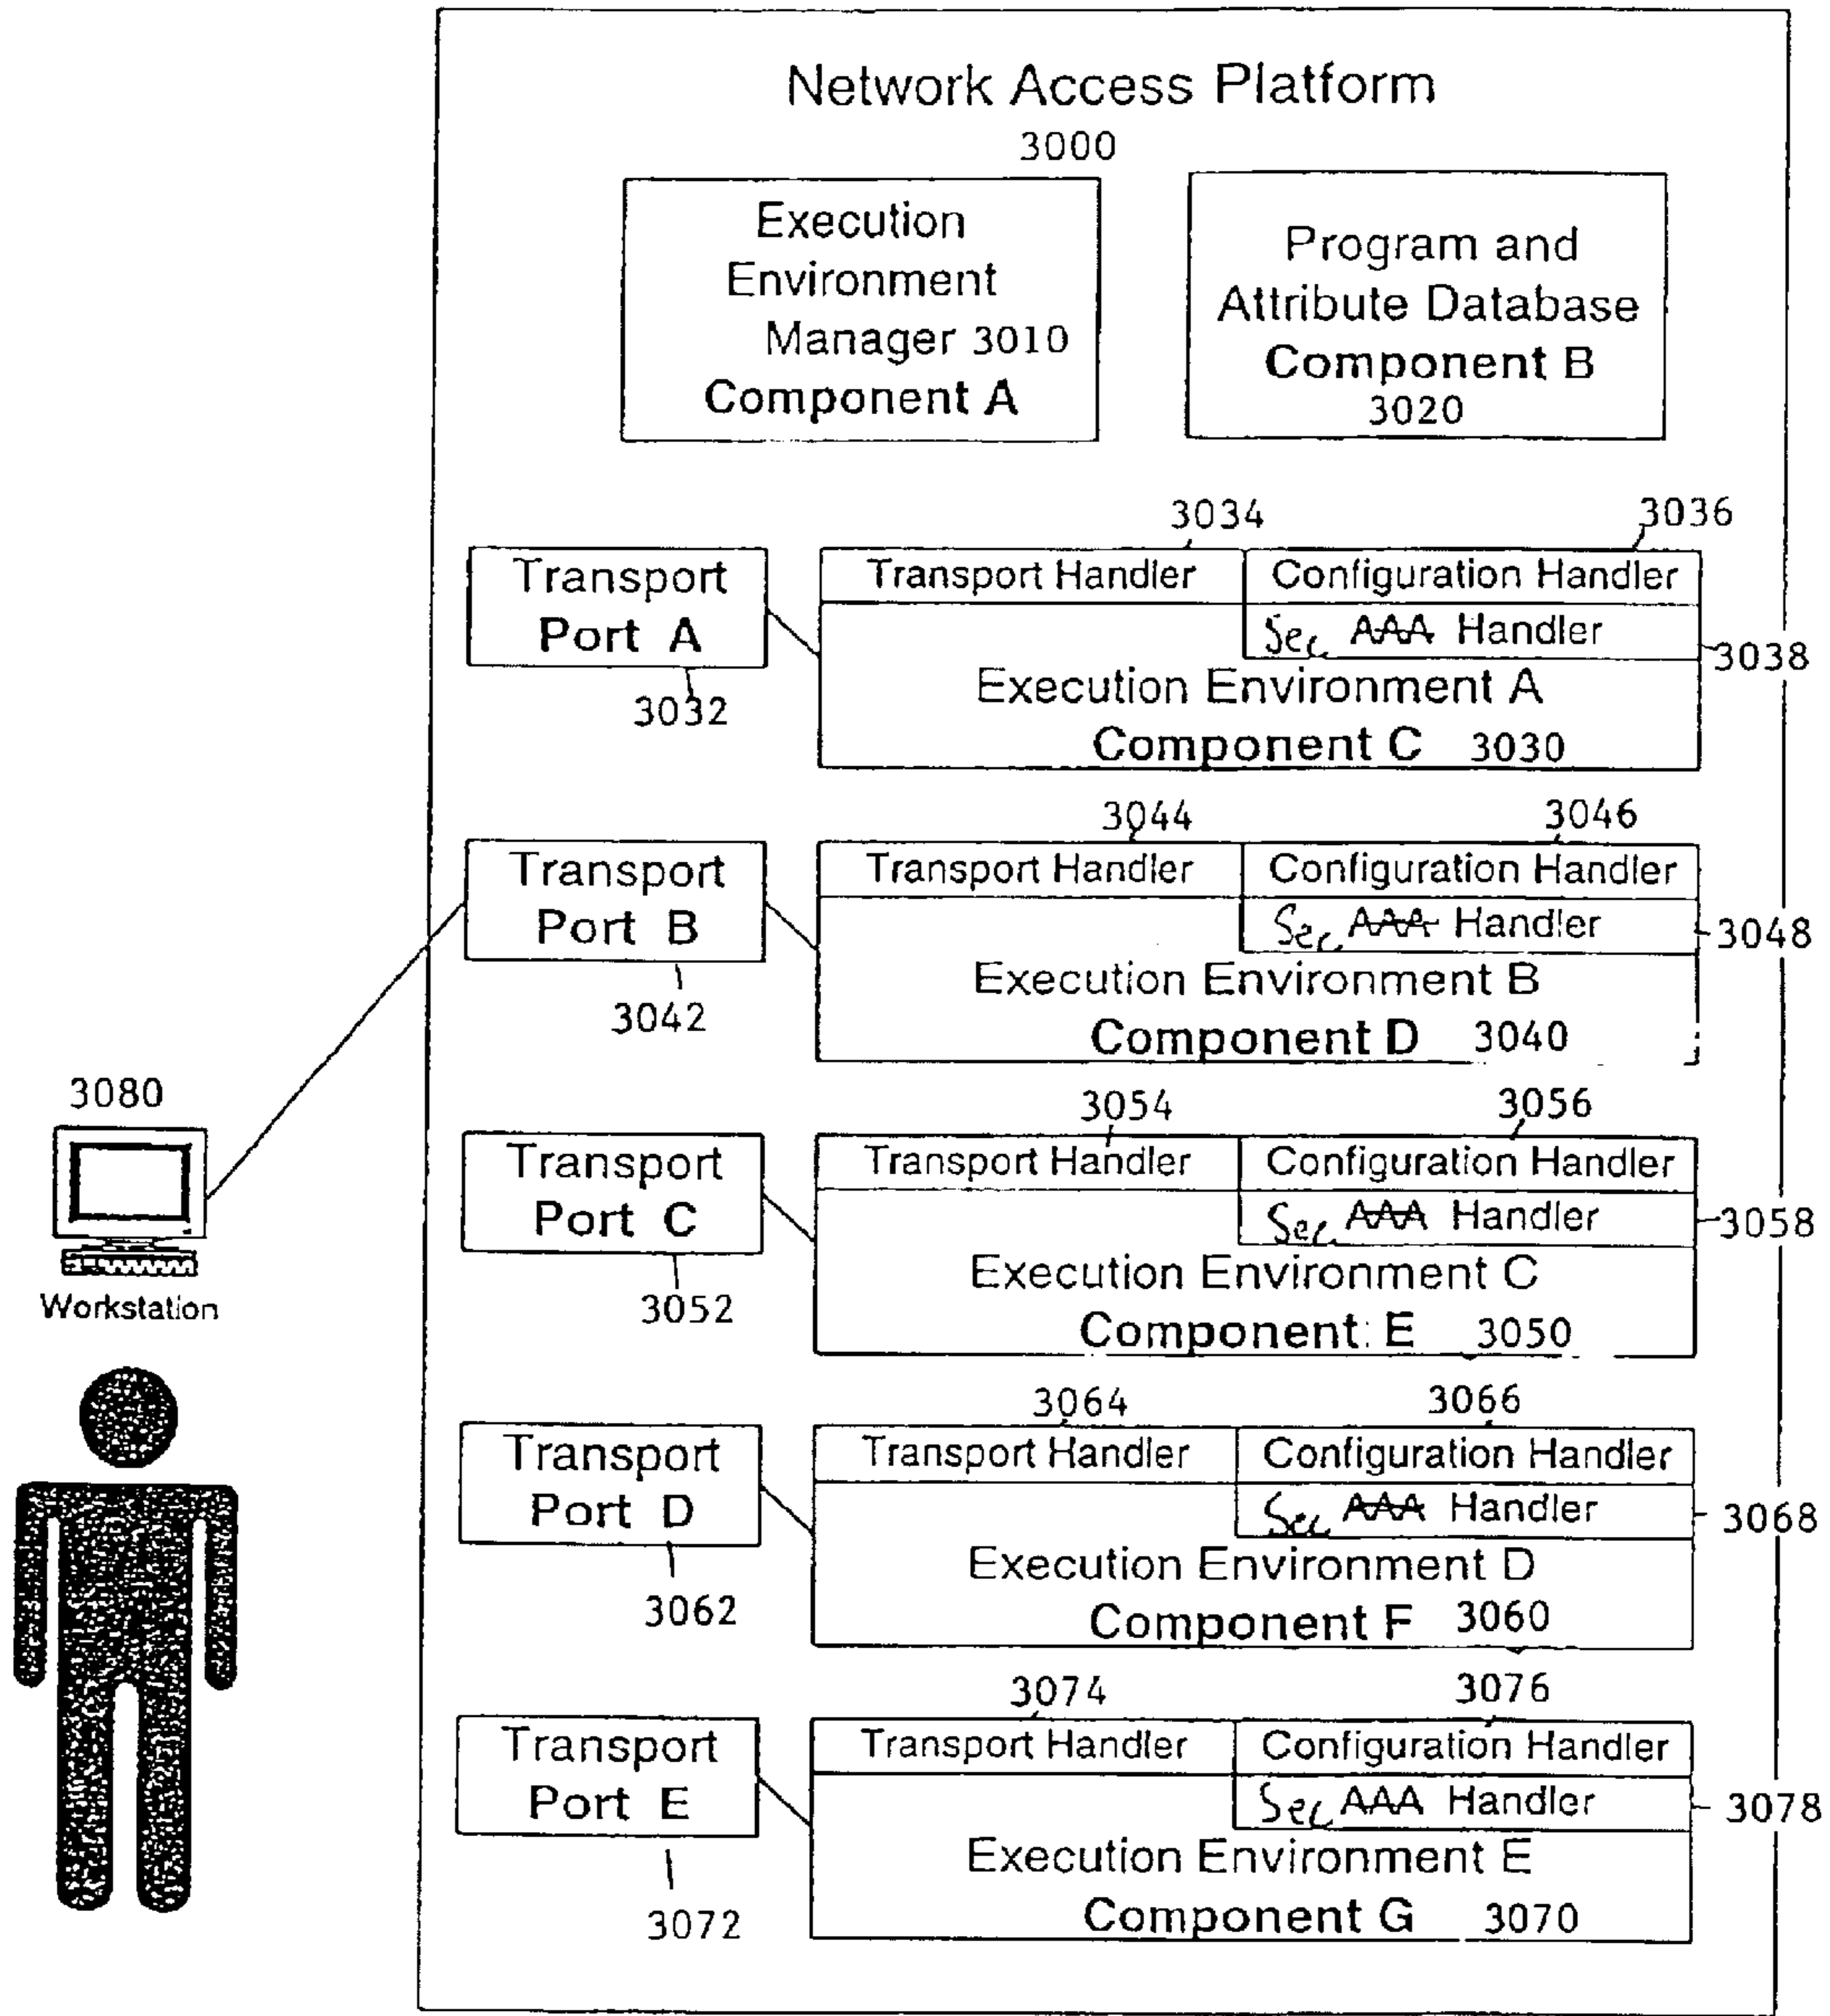 Network Access Platform
3000
Execution
Environment
Manager 3010
Component A
Program and
Attribute Database
Component B
3020
3034
3036
Transport
Port A
3032
Transport Handler
Configuration Handler
Sec AAA Handler
3038
Execution Environment A
Component C 3030
3044
3046
Transport
Port B
3042
Transport Handler
Configuration Handler
Sec AAA Handler
3048
Execution Environment B
Component D 3040
3080
Workstation
3054
3056
Transport
Port C
3052
Transport Handler
Configuration Handler
Sec AAA Handler
3058
Execution Environment C
Component E 3050
3064
3066
Transport
Port D
3062
Transport Handler
Configuration Handler
Sec AAA Handler
3068
Execution Environment D
Component F 3060
3074
3076
Transport
Port E
3072
Transport Handler
Configuration Handler
Sec AAA Handler
3078
Execution Environment E
Component G 3070